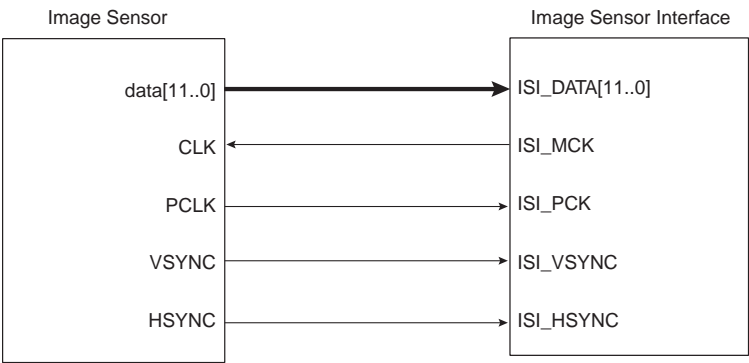 Image Sensor Image Sensor Interface
data[11..0] ISI_DATA[11..0]
CLK ISI_MCK
PCLK ISI_PCK
VSYNC ISI_VSYNC
HSYNC ISI_HSYNC